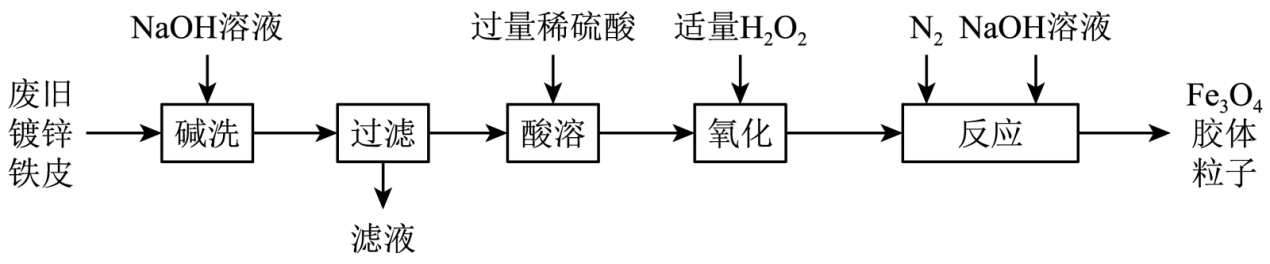 NaOH溶液
过量稀硫酸
适量H₂O₂
N₂
NaOH溶液
废旧
镀锌
铁皮
碱洗
过滤
酸溶
氧化
反应
Fe₃O₄
胶体
粒子
滤液